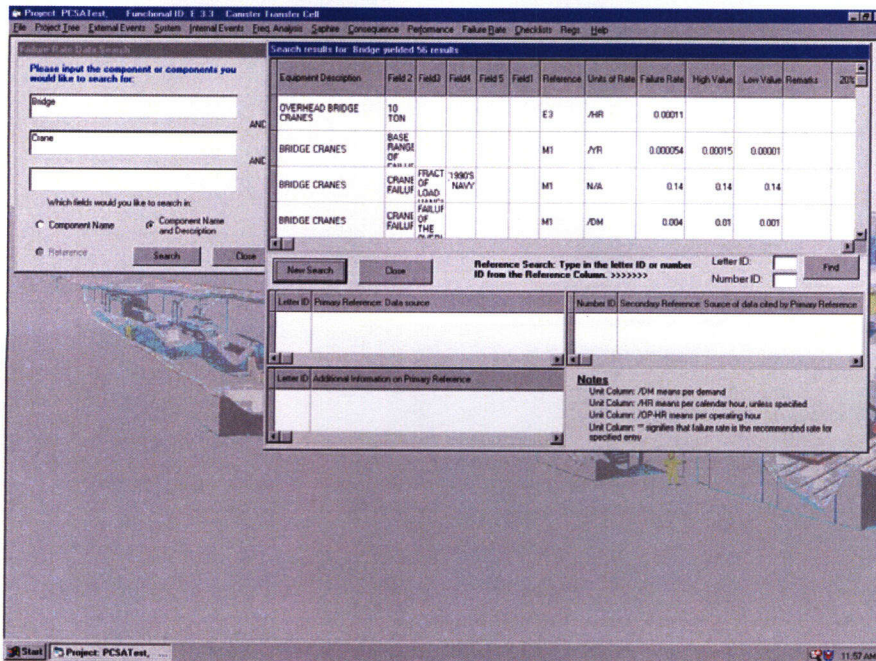 Project: PCSATest, Functional ID: E.3.3 Canister Transfer Cell
File Project Tree External Events System Internal Events Freq. Analysis Saphire Consequence Performance Failure Rate Checklists Regs Help
Failure Rate Data Search
Please input the component or components you
would like to search for:
Bridge
AND
Crane
AND
Which fields would you like to search in:
Component Name
Component Name
and Description
Reference
Search
Close
Search results for: Bridge yielded 56 results
Equipment Description Field 2 Field3 Field4 Field 5 Field1 Reference Units of Rate Failure Rate High Value Low Value Remarks 20%
OVERHEAD BRIDGE
CRANES
10
TON
E3 /HR 0.00011
BRIDGE CRANES
BASE
RANGE
OF
M1 /YR 0.000054 0.00015 0.00001
BRIDGE CRANES
CRANE
FAILUF
FRACT
OF
LOAD
1990'S
NAVY
M1 N/A 0.14 0.14 0.14
BRIDGE CRANES
CRANE
FAILUF
FAILUF
OF
THE
M1 /DM 0.004 0.01 0.001
New Search
Close
Reference Search: Type in the letter ID or number
ID from the Reference Column. >>>>>>>
Letter ID:
Number ID:
Find
Letter ID Primary Reference: Data source
Number ID Secondary Reference: Source of data cited by Primary Reference
Letter ID Additional Information on Primary Reference
Notes
Unit Column: /DM means per demand
Unit Column: /HR means per calendar hour, unless specified
Unit Column: /OP-HR means per operating hour
Unit Column: "" signifies that failure rate is the recommended rate for
specified entry
Start
Project: PCSATest, ...
11:57 AM